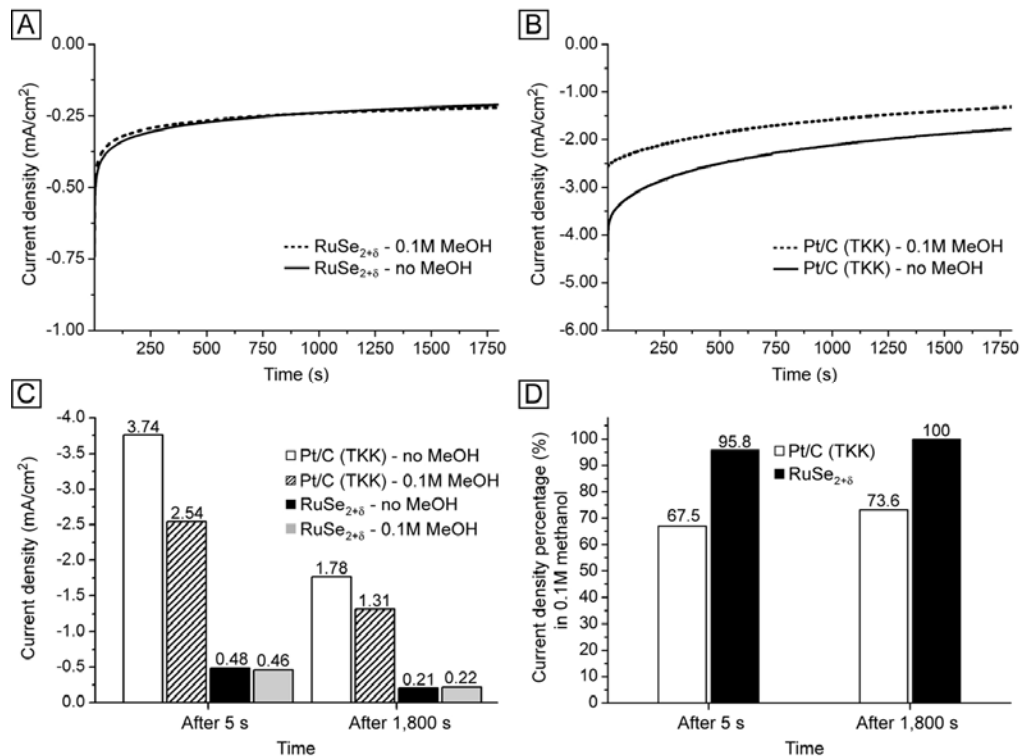 A
0.00
-0.25
-0.50
-0.75
-1.00
Current density (mA/cm²)
RuSe₂₊δ - 0.1M MeOH
RuSe₂₊δ - no MeOH
250 500 750 1000 1250 1500 1750
Time (s)
B
0.00
-1.00
-2.00
-3.00
-4.00
-5.00
-6.00
Current density (mA/cm²)
Pt/C (TKK) - 0.1M MeOH
Pt/C (TKK) - no MeOH
250 500 750 1000 1250 1500 1750
Time (s)
C
-4.0
-3.5
-3.0
-2.5
-2.0
-1.5
-1.0
-0.5
0.0
Current density (mA/cm²)
3.74
2.54
0.48 0.46
1.78
1.31
0.21 0.22
Pt/C (TKK) - no MeOH
Pt/C (TKK) - 0.1M MeOH
RuSe₂₊δ - no MeOH
RuSe₂₊δ - 0.1M MeOH
After 5 s After 1,800 s
Time
D
100
90
80
70
60
50
40
30
20
10
0
Current density percentage (%)
in 0.1M methanol
Pt/C (TKK)
RuSe₂₊δ
67.5
95.8
73.6
100
After 5 s After 1,800 s
Time